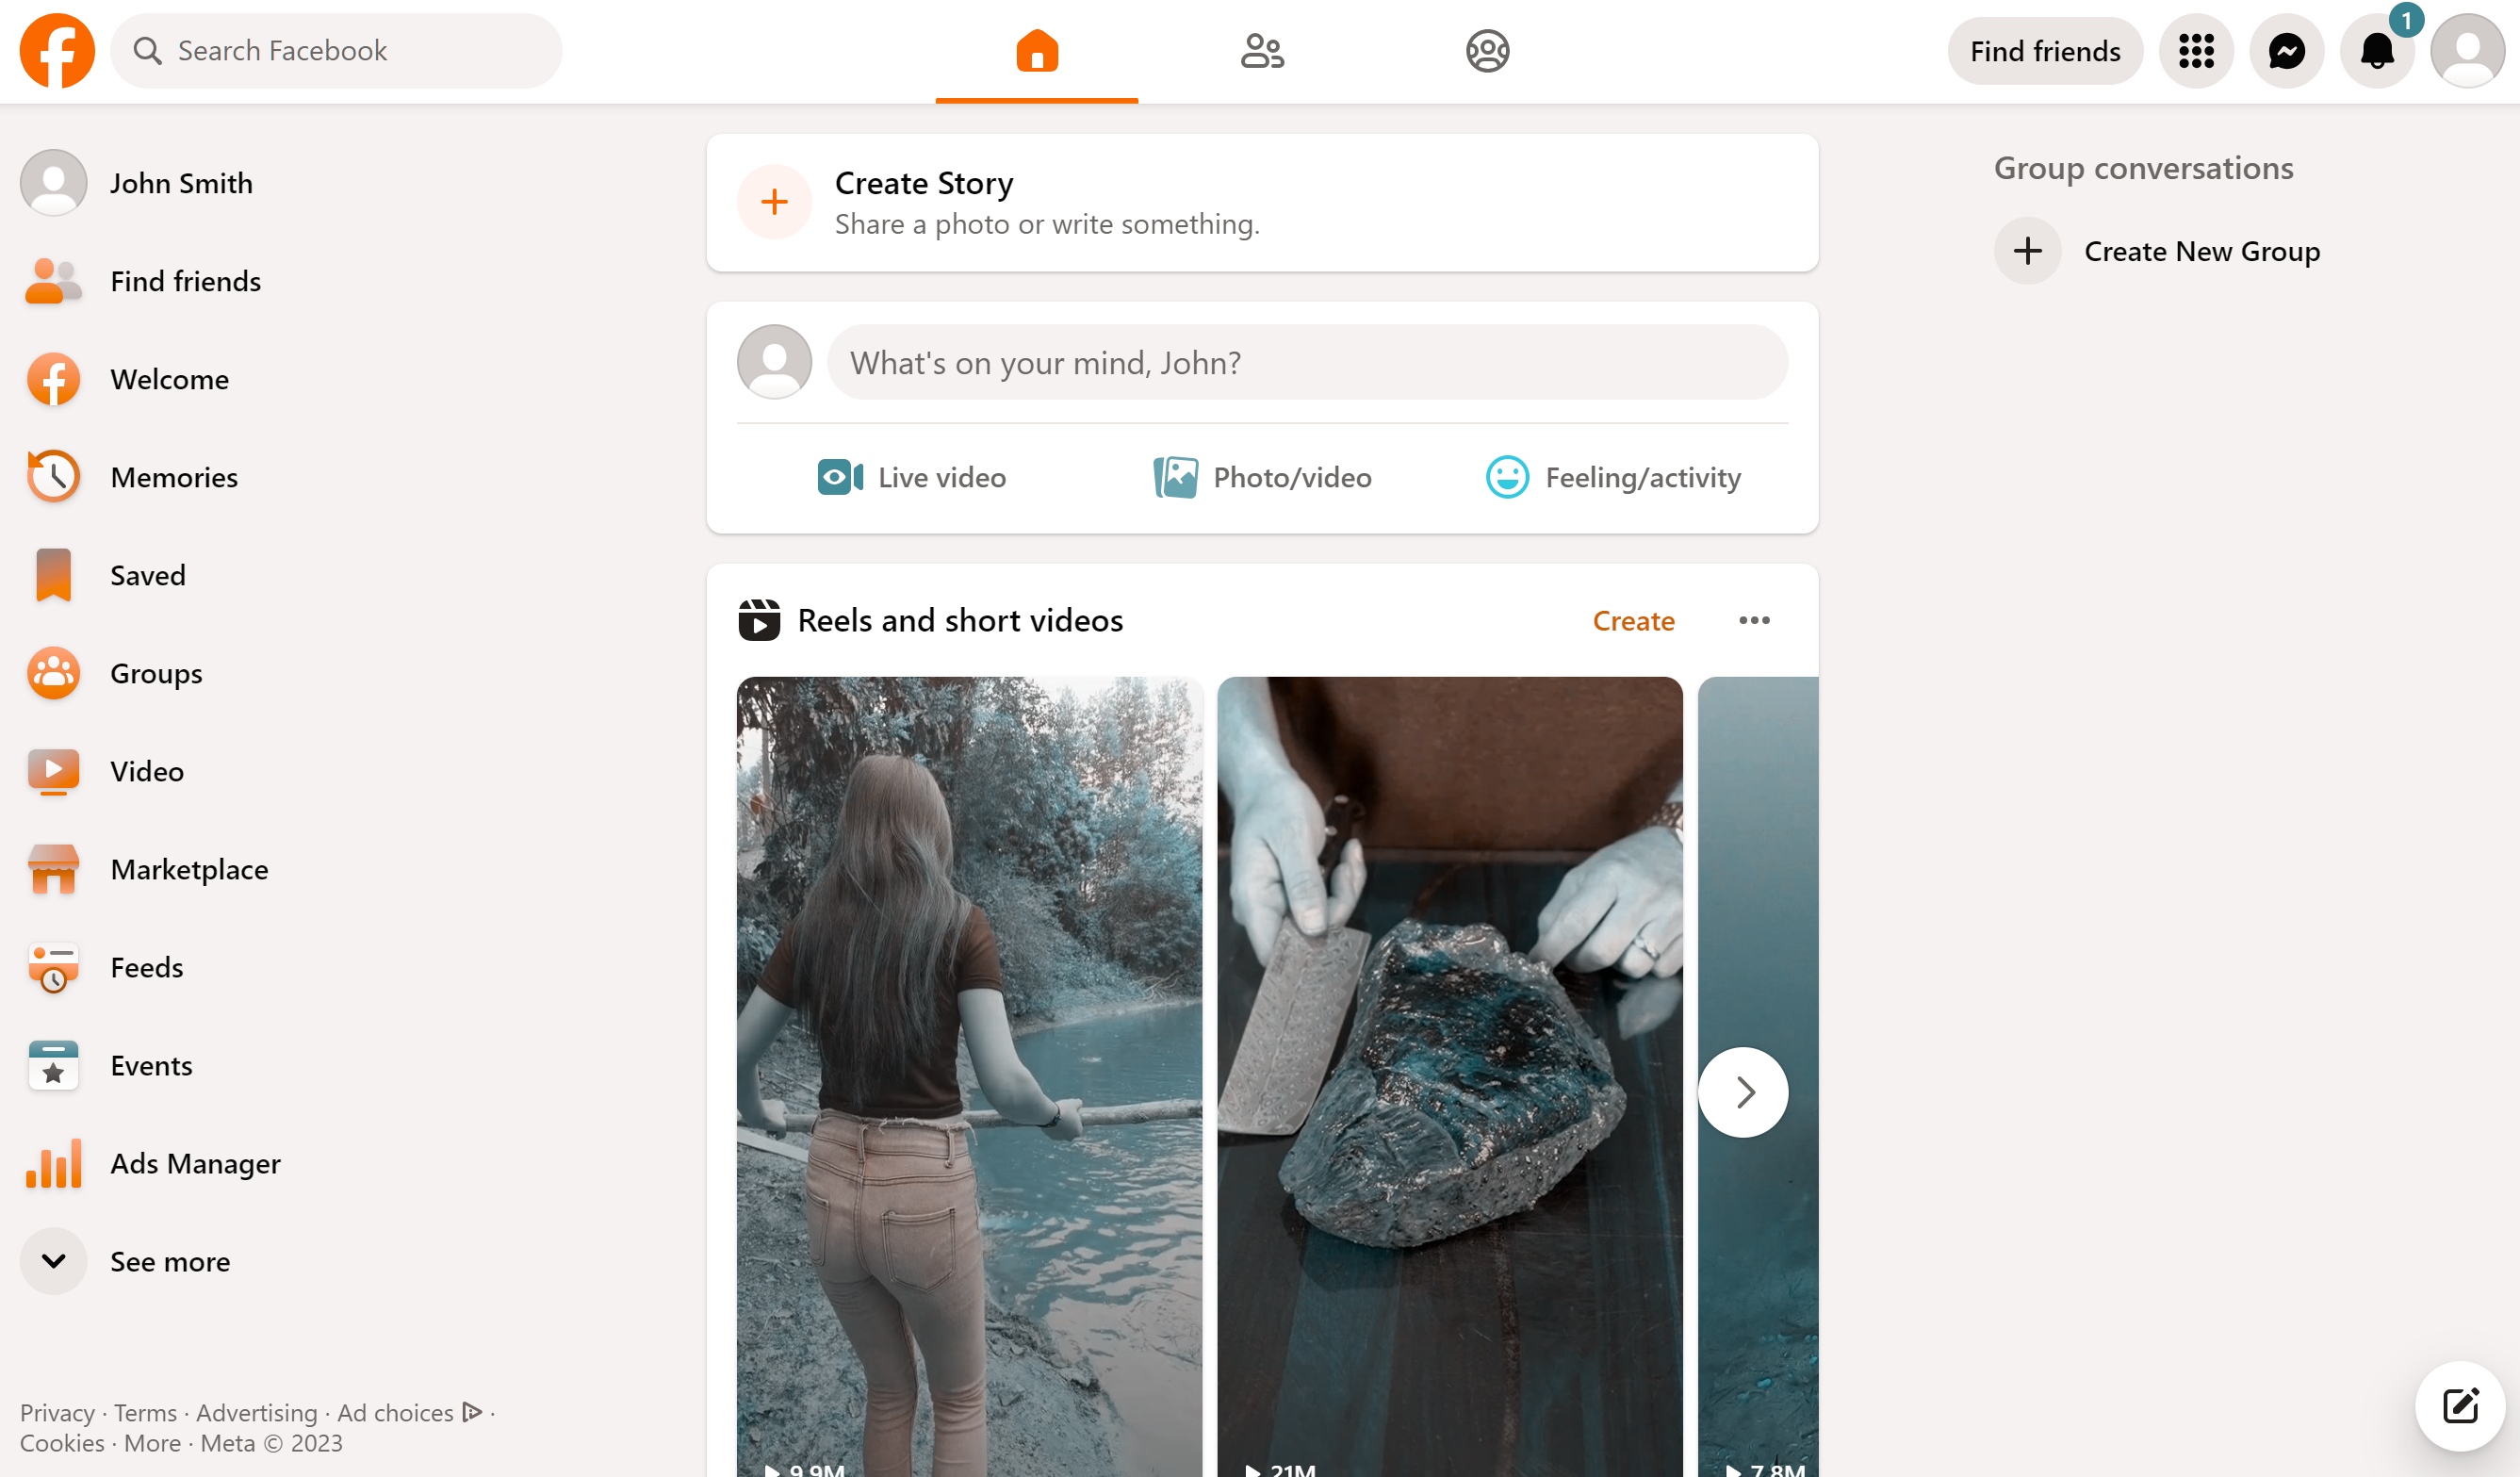 Search Facebook
Find friends
1
John Smith
Find friends
Welcome
Memories
Saved
Groups
Video
Marketplace
Feeds
Events
Ads Manager
See more
Privacy · Terms · Advertising · Ad choices ·
Cookies · More · Meta © 2023
Create Story
Share a photo or write something.
What's on your mind, John?
Live video
Photo/video
Feeling/activity
Reels and short videos
Create
9.9M
21M
7.8M
Group conversations
Create New Group